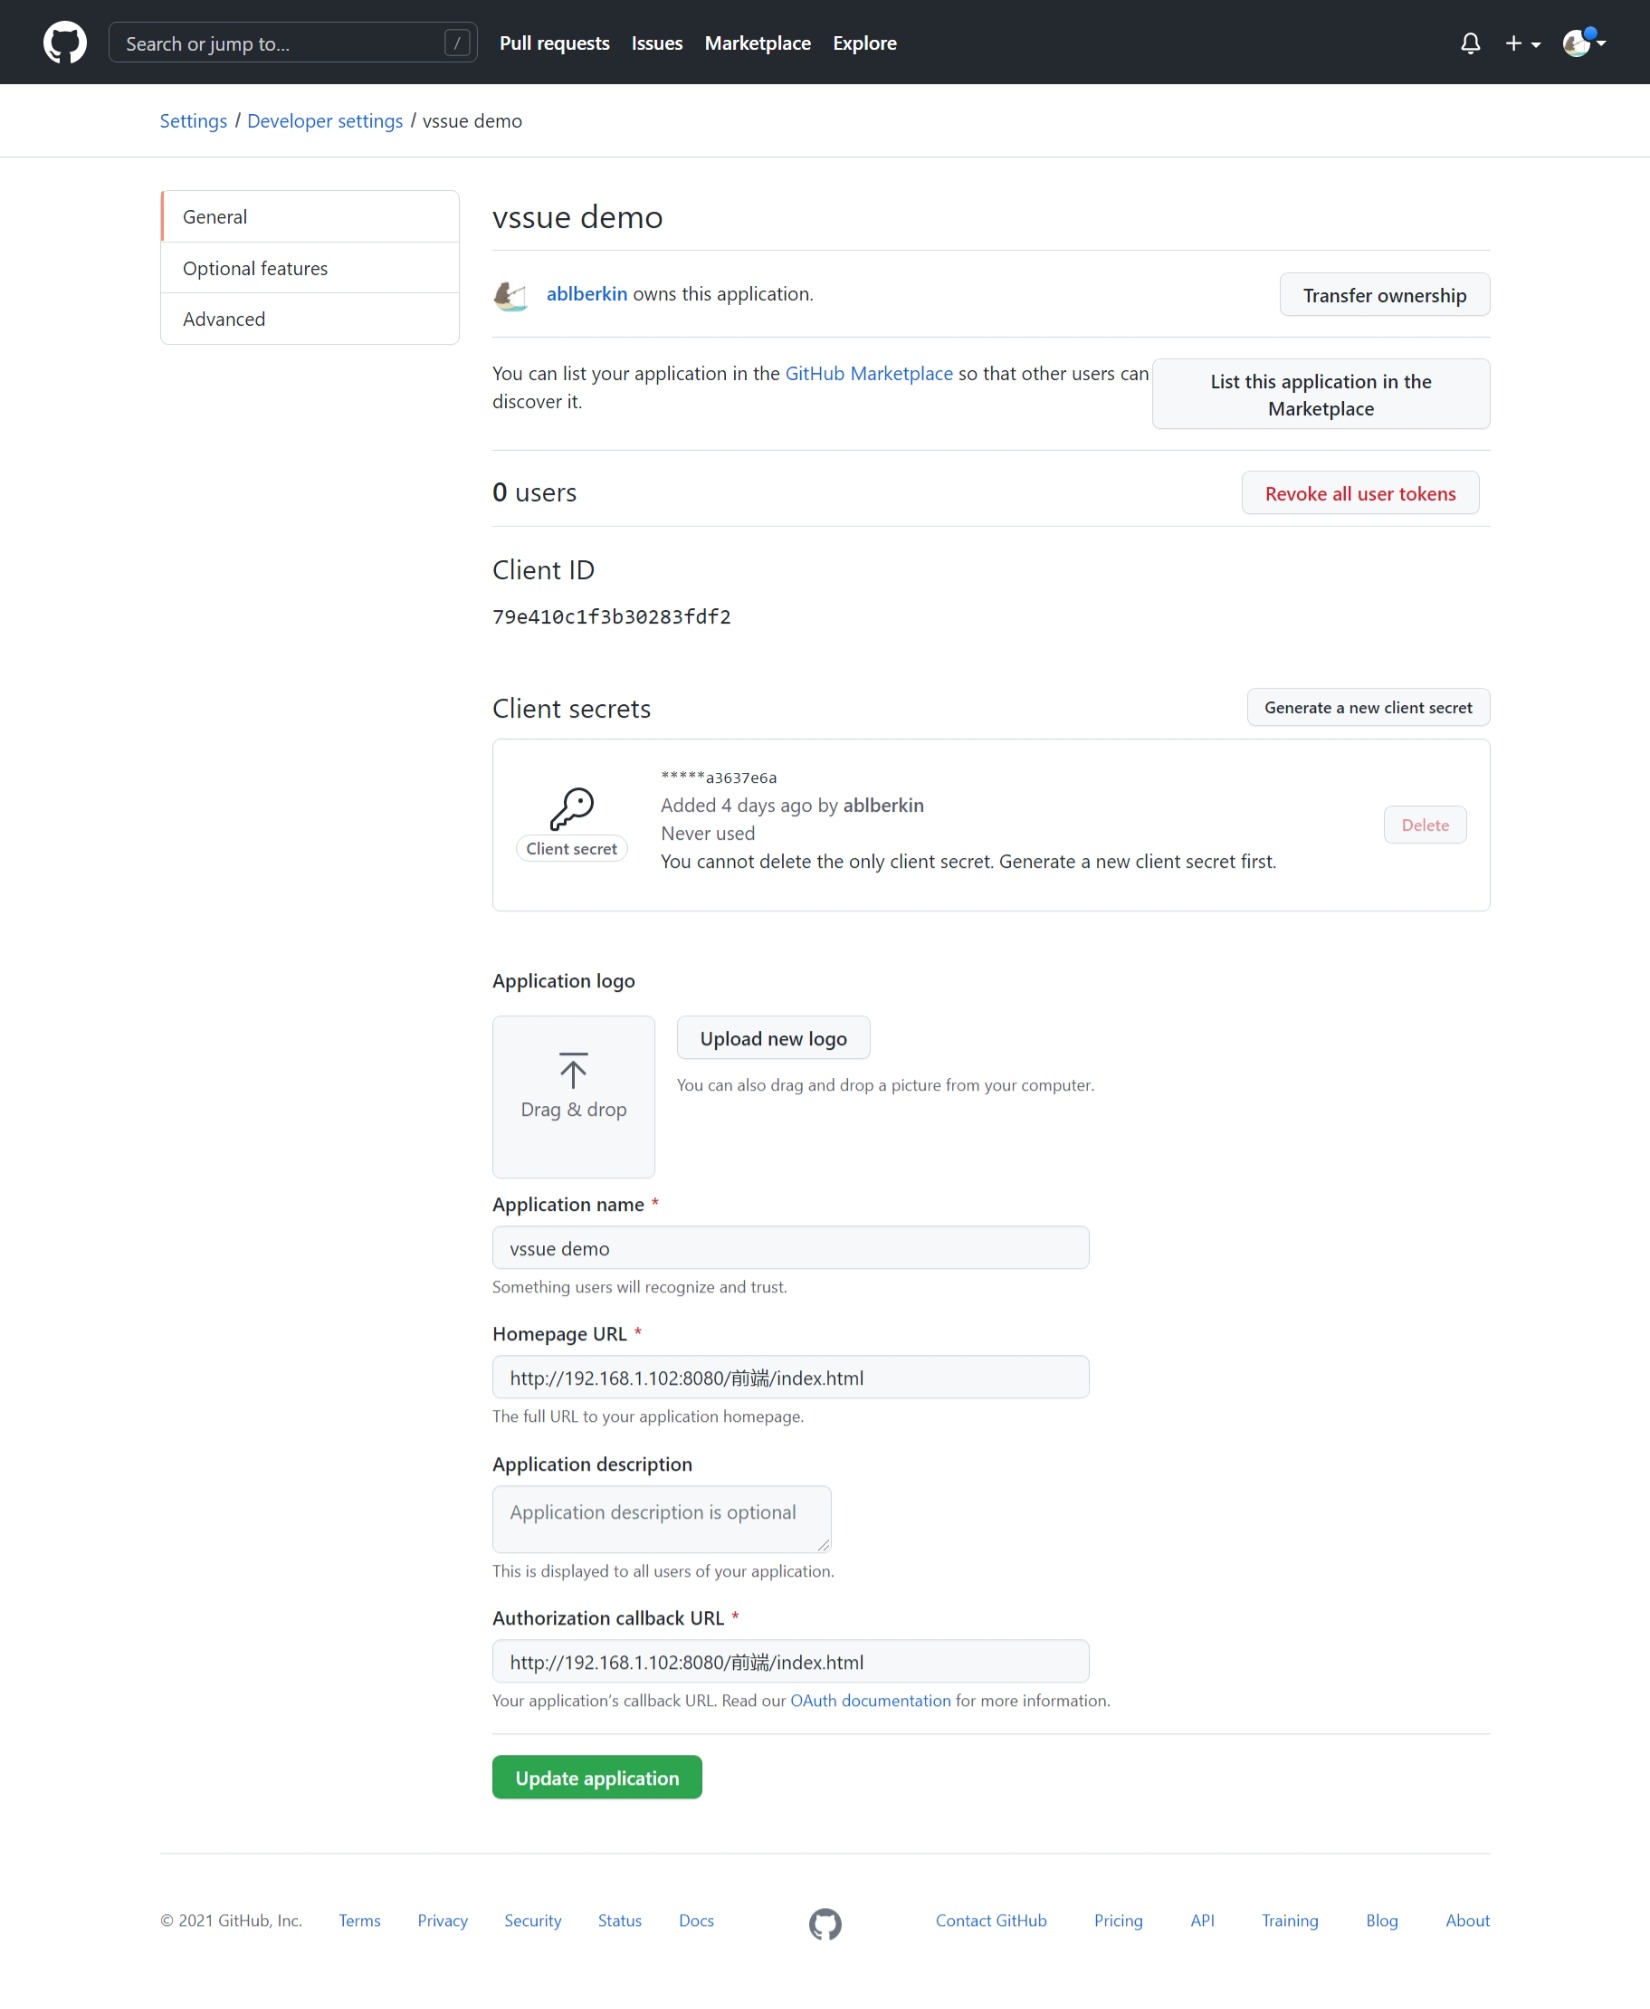 Search or jump to...
/
Pull requests
Issues
Marketplace
Explore
Settings / Developer settings / vssue demo
General
Optional features
Advanced
vssue demo
ablberkin owns this application.
Transfer ownership
You can list your application in the GitHub Marketplace so that other users can
discover it.
List this application in the
Marketplace
0 users
Revoke all user tokens
Client ID
79e410c1f3b30283fdf2
Client secrets
Generate a new client secret
*****a3637e6a
Added 4 days ago by ablberkin
Never used
You cannot delete the only client secret. Generate a new client secret first.
Client secret
Delete
Application logo
Drag & drop
Upload new logo
You can also drag and drop a picture from your computer.
Application name *
vssue demo
Something users will recognize and trust.
Homepage URL *
http://192.168.1.102:8080/前端/index.html
The full URL to your application homepage.
Application description
Application description is optional
This is displayed to all users of your application.
Authorization callback URL *
http://192.168.1.102:8080/前端/index.html
Your application’s callback URL. Read our OAuth documentation for more information.
Update application
© 2021 GitHub, Inc.
Terms
Privacy
Security
Status
Docs
Contact GitHub
Pricing
API
Training
Blog
About